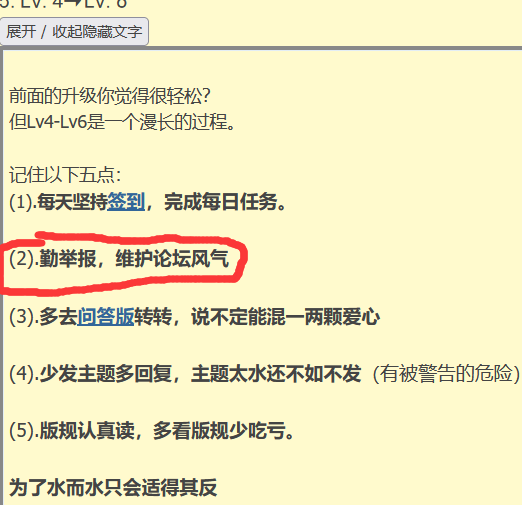 5. Lv. 4→Lv. 6
展开 / 收起隐藏文字
前面的升级你觉得很轻松？
但Lv4-Lv6是一个漫长的过程。
记住以下五点：
(1).每天坚持签到，完成每日任务。
(2).勤举报，维护论坛风气
(3).多去问答版转转，说不定能混一两颗爱心
(4).少发主题多回复，主题太水还不如不发（有被警告的危险）
(5).版规认真读，多看版规少吃亏。
为了水而水只会适得其反